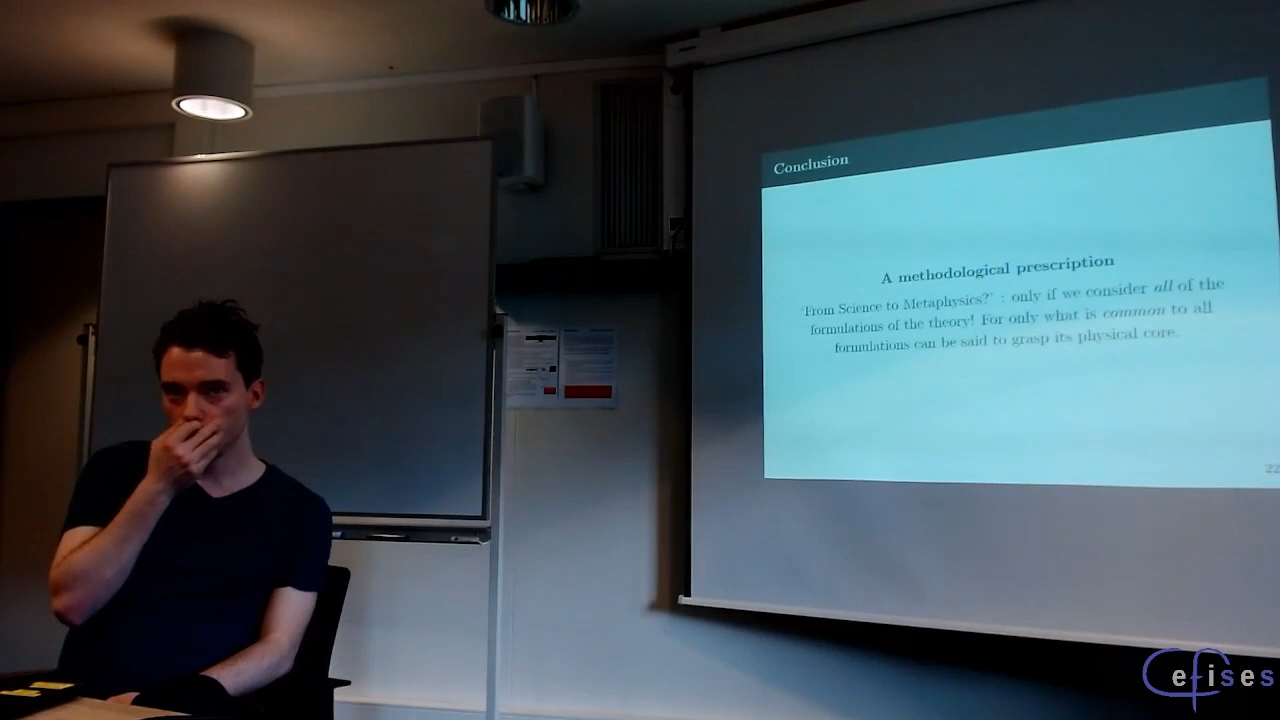 Conclusion
A methodological prescription
'From Science to Metaphysics?' : only if we consider all of the
formulations of the theory! For only what is common to all
formulations can be said to grasp its physical core.
22
Cefises